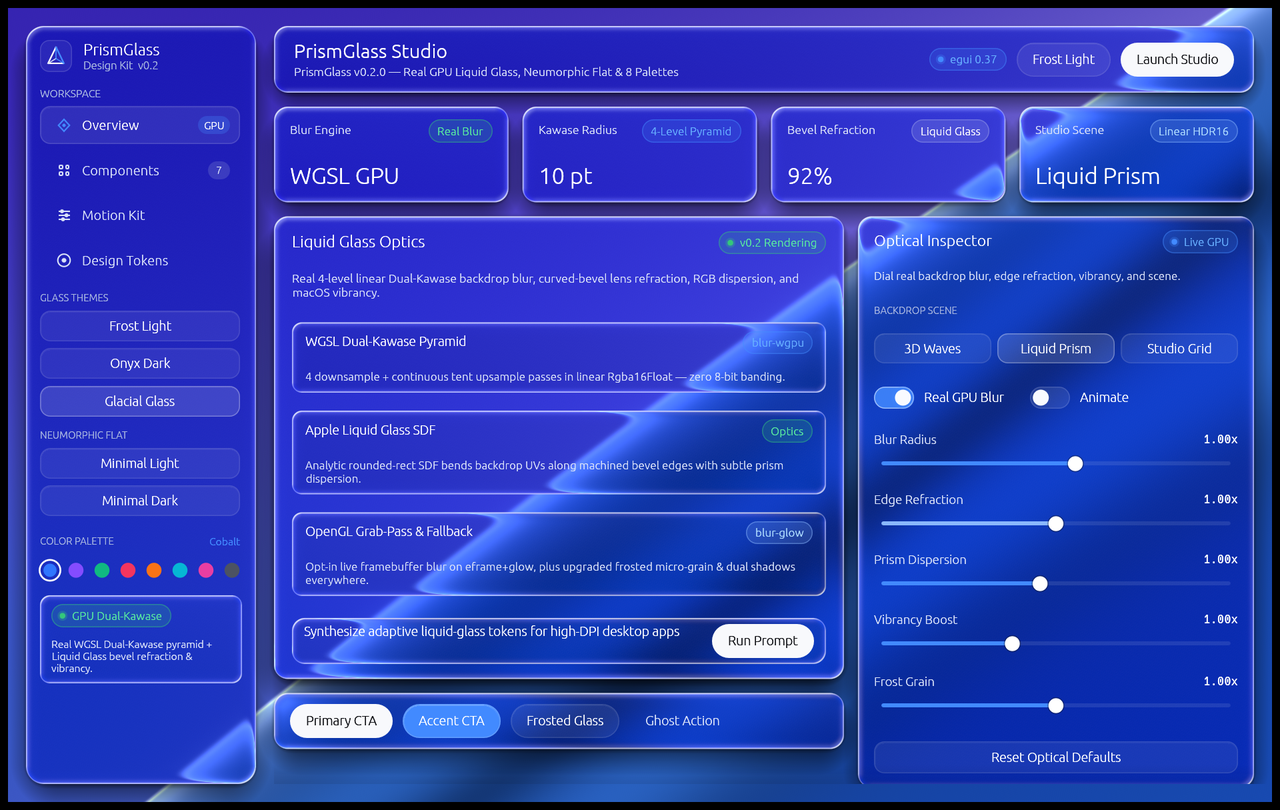 PrismGlass
Design Kit v0.2
WORKSPACE
Overview
GPU
Components
7
Motion Kit
Design Tokens
GLASS THEMES
Frost Light
Onyx Dark
Glacial Glass
NEUMORPHIC FLAT
Minimal Light
Minimal Dark
COLOR PALETTE
Cobalt
GPU Dual-Kawase
Real WGSL Dual-Kawase pyramid +
Liquid Glass bevel refraction &
vibrancy.
PrismGlass Studio
PrismGlass v0.2.0 — Real GPU Liquid Glass, Neumorphic Flat & 8 Palettes
egui 0.37
Frost Light
Launch Studio
Blur Engine
Real Blur
WGSL GPU
Kawase Radius
4-Level Pyramid
10 pt
Bevel Refraction
Liquid Glass
92%
Studio Scene
Linear HDR16
Liquid Prism
Liquid Glass Optics
v0.2 Rendering
Real 4-level linear Dual-Kawase backdrop blur, curved-bevel lens refraction, RGB dispersion, and
macOS vibrancy.
WGSL Dual-Kawase Pyramid
blur-wgpu
4 downsample + continuous tent upsample passes in linear Rgba16Float — zero 8-bit banding.
Apple Liquid Glass SDF
Optics
Analytic rounded-rect SDF bends backdrop UVs along machined bevel edges with subtle prism
dispersion.
OpenGL Grab-Pass & Fallback
blur-glow
Opt-in live framebuffer blur on eframe+glow, plus upgraded frosted micro-grain & dual shadows
everywhere.
Synthesize adaptive liquid-glass tokens for high-DPI desktop apps
Run Prompt
Primary CTA
Accent CTA
Frosted Glass
Ghost Action
Optical Inspector
Live GPU
Dial real backdrop blur, edge refraction, vibrancy, and scene.
BACKDROP SCENE
3D Waves
Liquid Prism
Studio Grid
Real GPU Blur
Animate
Blur Radius
1.00x
Edge Refraction
1.00x
Prism Dispersion
1.00x
Vibrancy Boost
1.00x
Frost Grain
1.00x
Reset Optical Defaults